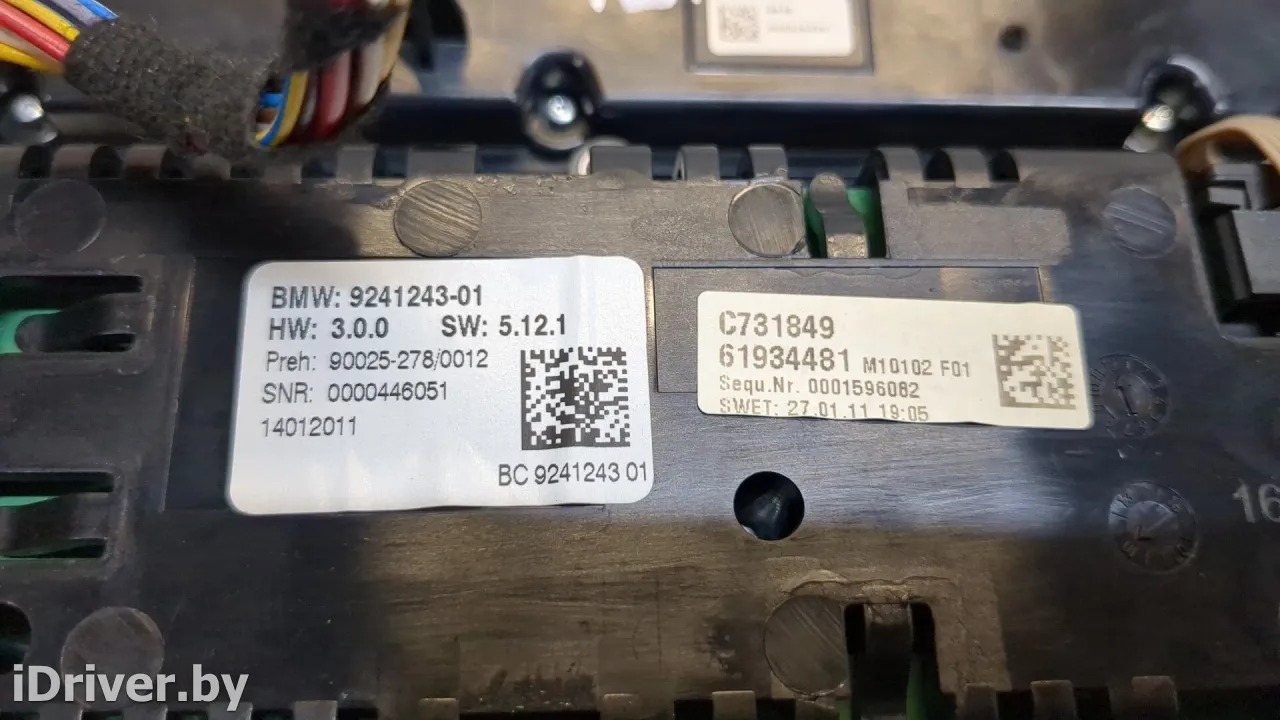 BMW: 9241243-01
HW: 3.0.0 SW: 5.12.1
Preh: 90025-278/0012
SNR: 0000446051
14012011
BC 9241243 01
C731849
61934481 M10102 F01
Sequ.Nr. 0001596082
SWET: 27.01.11 19:05
16
iDriver.by